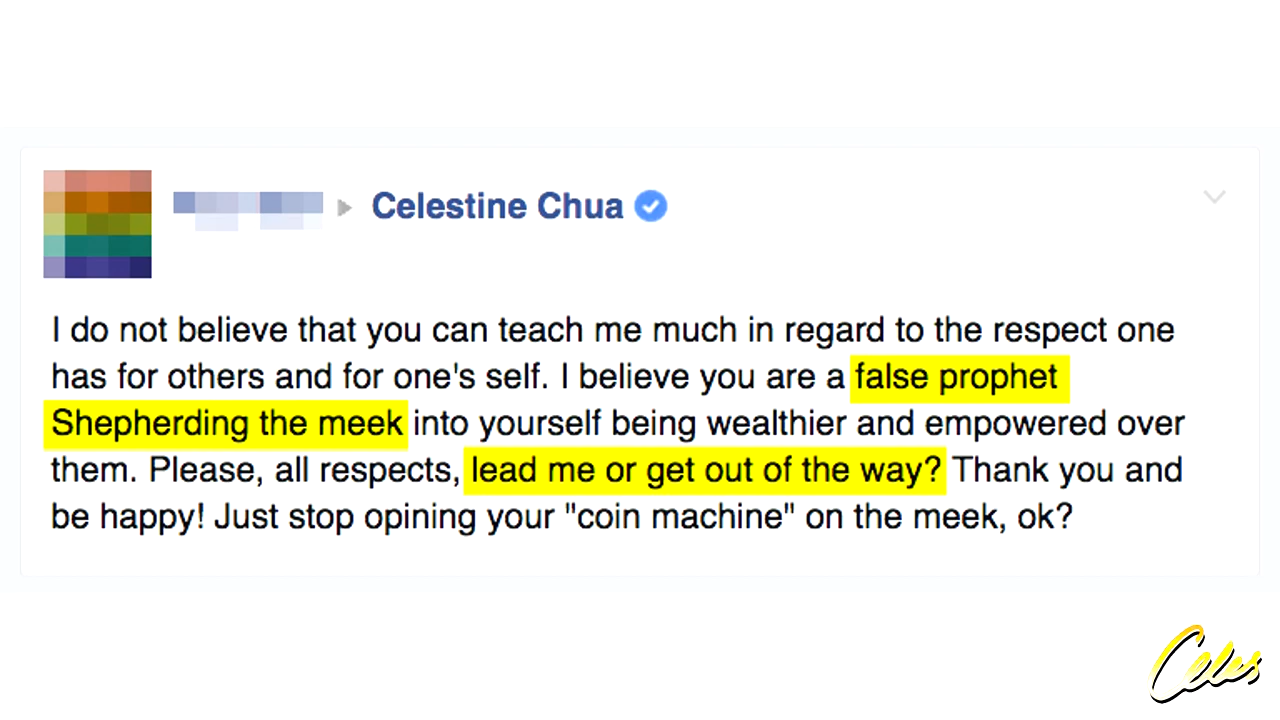 Celestine Chua
I do not believe that you can teach me much in regard to the respect one
has for others and for one's self. I believe you are a false prophet
Shepherding the meek into yourself being wealthier and empowered over
them. Please, all respects, lead me or get out of the way? Thank you and
be happy! Just stop opining your "coin machine" on the meek, ok?
Celes